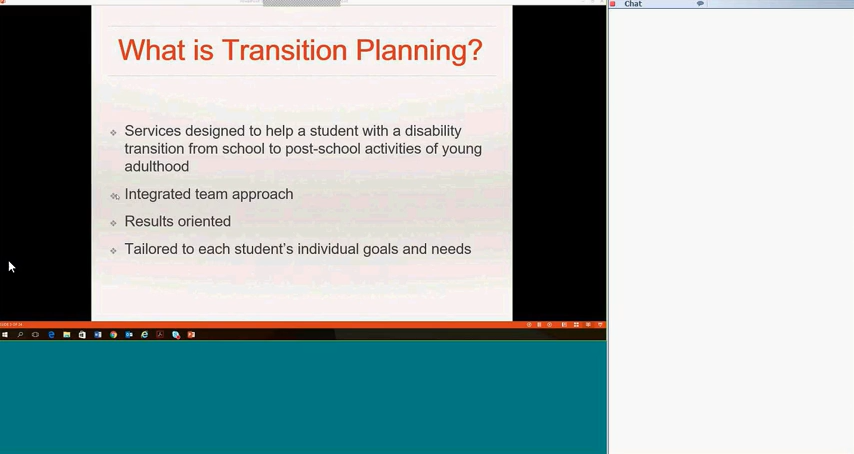 Chat
What is Transition Planning?
Services designed to help a student with a disability
transition from school to post-school activities of young
adulthood
Integrated team approach
Results oriented
Tailored to each student's individual goals and needs